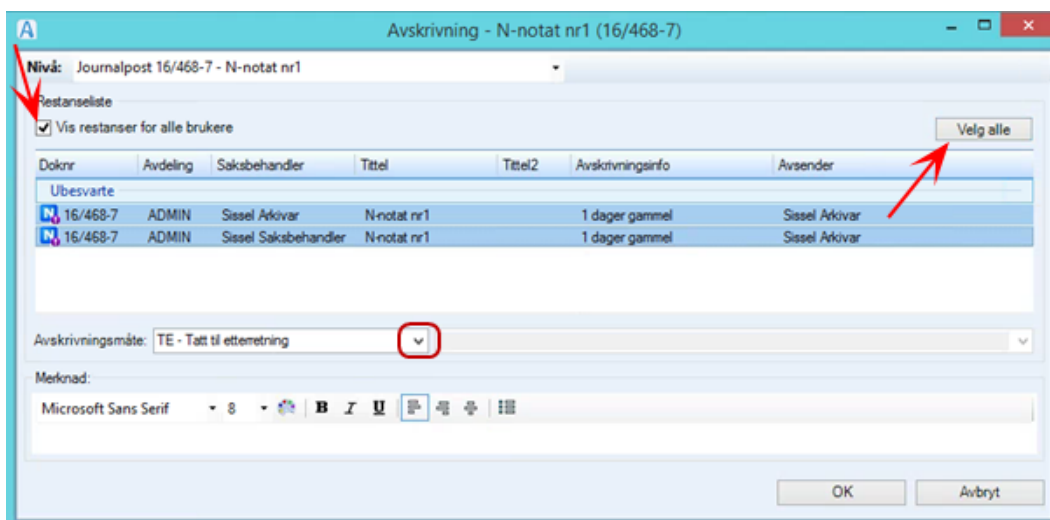 Avskrivning - N-notat nr1 (16/468-7)
Nivå: Journalpost 16/468-7 - N-notat nr1
Restanseliste
Vis restanser for alle brukere
Velg alle
Doknr Avdeling Saksbehandler Tittel Tittel2 Avskrivningsinfo Avsender
Ubesvarte
16/468-7 ADMIN Sissel Arkivar N-notat nr1 1 dager gammel Sissel Arkivar
16/468-7 ADMIN Sissel Saksbehandler N-notat nr1 1 dager gammel Sissel Arkivar
Avskrivningsmåte: TE - Tatt til etterretning
Merknad:
Microsoft Sans Serif 8 B I U
OK Avbryt